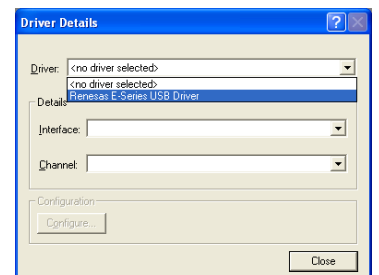 Driver Details
Driver: <no driver selected>
<no driver selected>
Renesas E-Series USB Driver
Details
Interface:
Channel:
Configuration
Configure...
Close